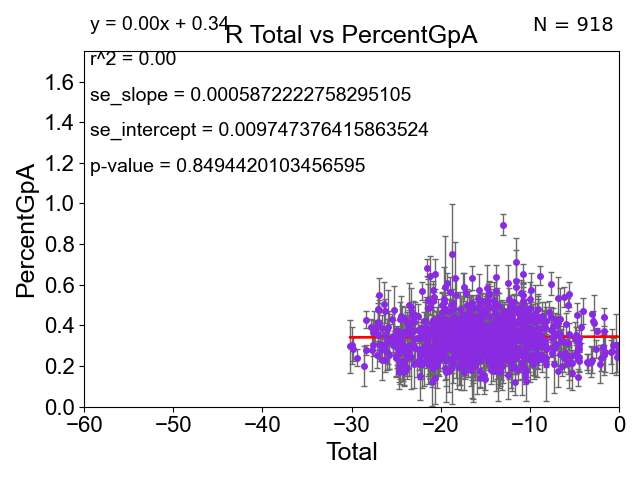 y = 0.00x + 0.34
R Total vs PercentGpA
N = 918
r^2 = 0.00
se_slope = 0.0005872222758295105
se_intercept = 0.009747376415863524
p-value = 0.8494420103456595
PercentGpA
1.6
1.4
1.2
1.0
0.8
0.6
0.4
0.2
0.0
−60
−50
−40
−30
−20
−10
0
Total